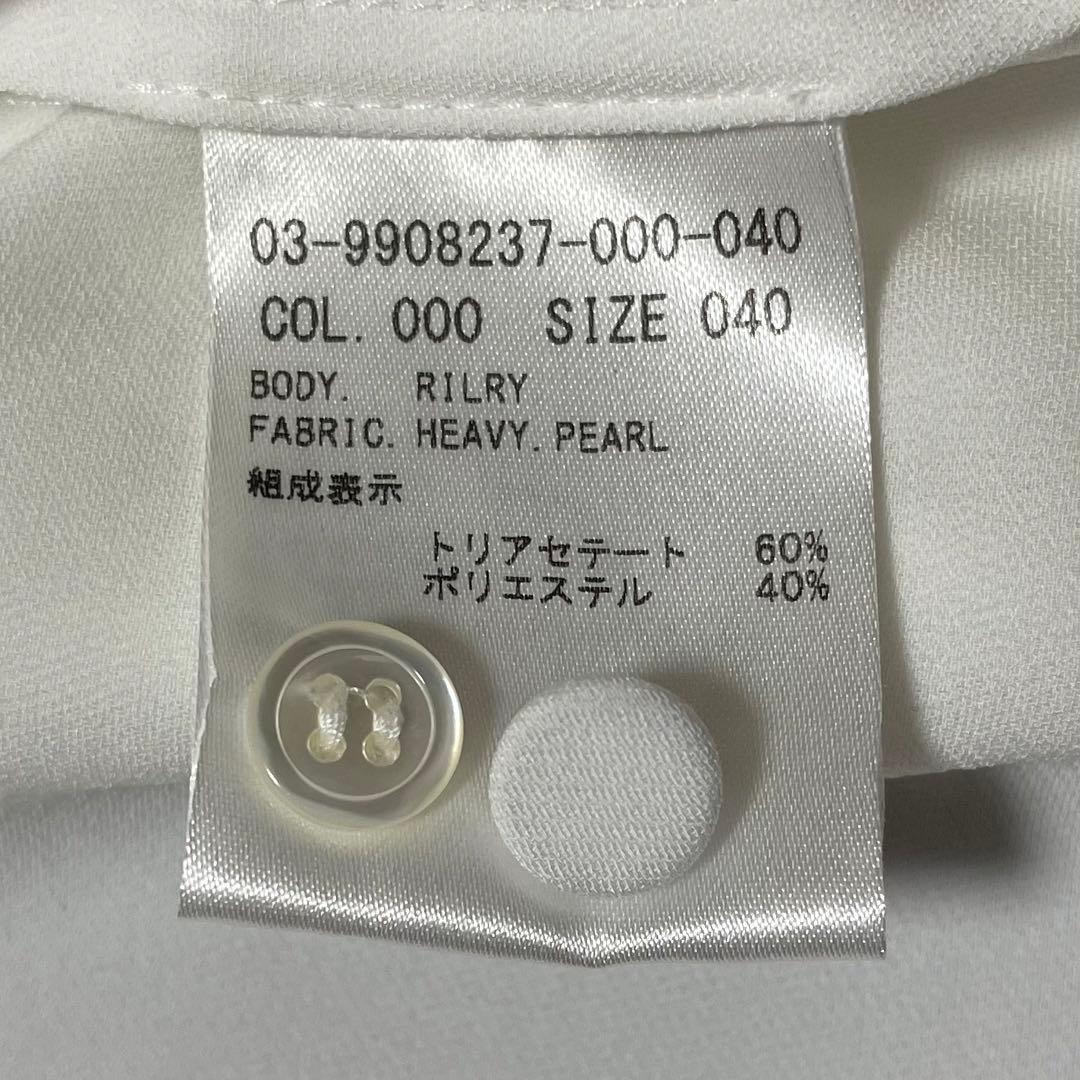 03-9908237-000-040
COL. 000 SIZE 040
BODY. RILRY
FABRIC. HEAVY. PEARL
組成表示
トリアセテート 60%
ポリエステル 40%